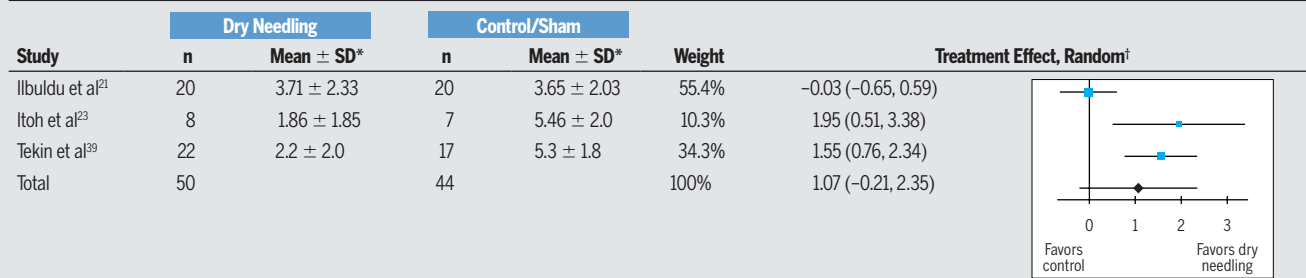 Dry Needling Control/Sham
Study n Mean ± SD* n Mean ± SD* Weight Treatment Effect, Random†
Ilbuldu et al21 20 3.71 ± 2.33 20 3.65 ± 2.03 55.4% –0.03 (–0.65, 0.59)
Itoh et al23 8 1.86 ± 1.85 7 5.46 ± 2.0 10.3% 1.95 (0.51, 3.38)
Tekin et al39 22 2.2 ± 2.0 17 5.3 ± 1.8 34.3% 1.55 (0.76, 2.34)
Total 50 44 100% 1.07 (–0.21, 2.35)
0 1 2 3
Favors Favors dry
control needling